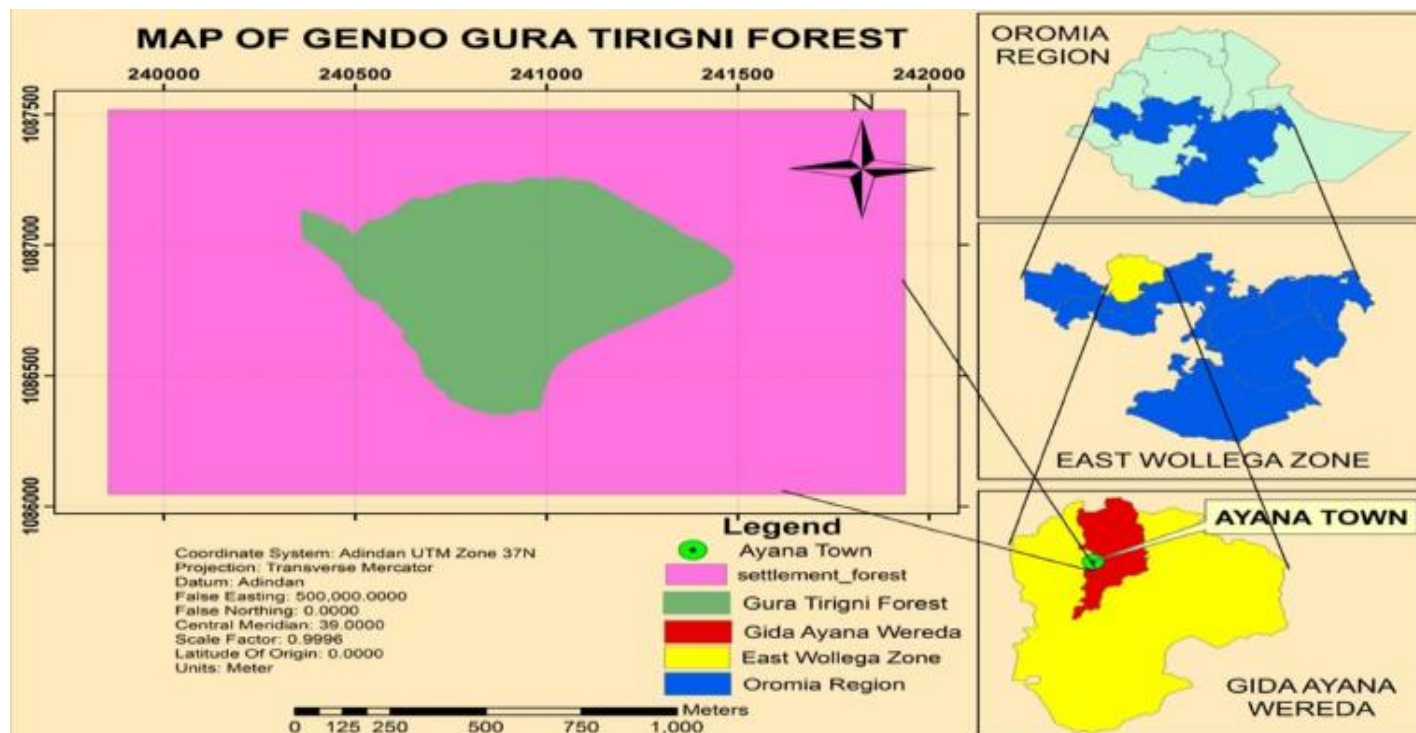 MAP OF GENDO GURA TIRIGNI FOREST
240000 240500 241000 241500 242000
1087500
1087000
1086500
1086000
N
OROMIA
REGION
EAST WOLLEGA ZONE
AYANA TOWN
GIDA AYANA
WEREDA
Coordinate System: Adindan UTM Zone 37N
Projection: Transverse Mercator
Datum: Adindan
False Easting: 500,000.0000
False Northing: 0.0000
Central Meridian: 39.0000
Scale Factor: 0.9996
Latitude Of Origin: 0.0000
Units: Meter
Legend
Ayana Town
settlement_forest
Gura Tirigni Forest
Gida Ayana Wereda
East Wollega Zone
Oromia Region
Meters
0 125 250 500 750 1,000